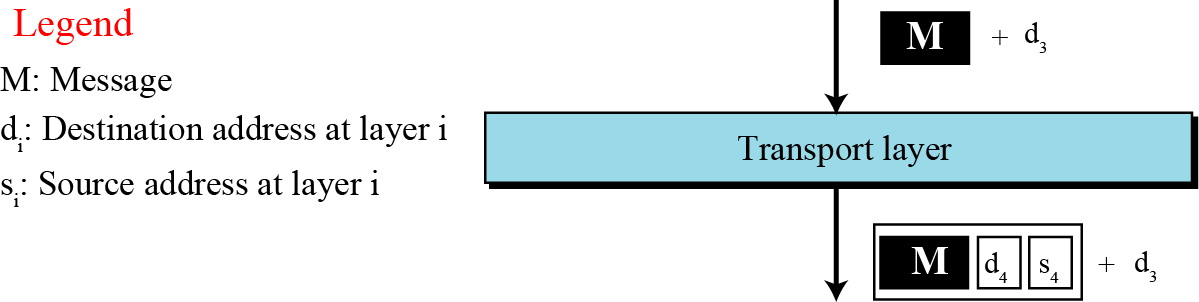 Legend
M: Message
dᵢ: Destination address at layer i
sᵢ: Source address at layer i
M + d₃
Transport layer
M d₄ s₄ + d₃